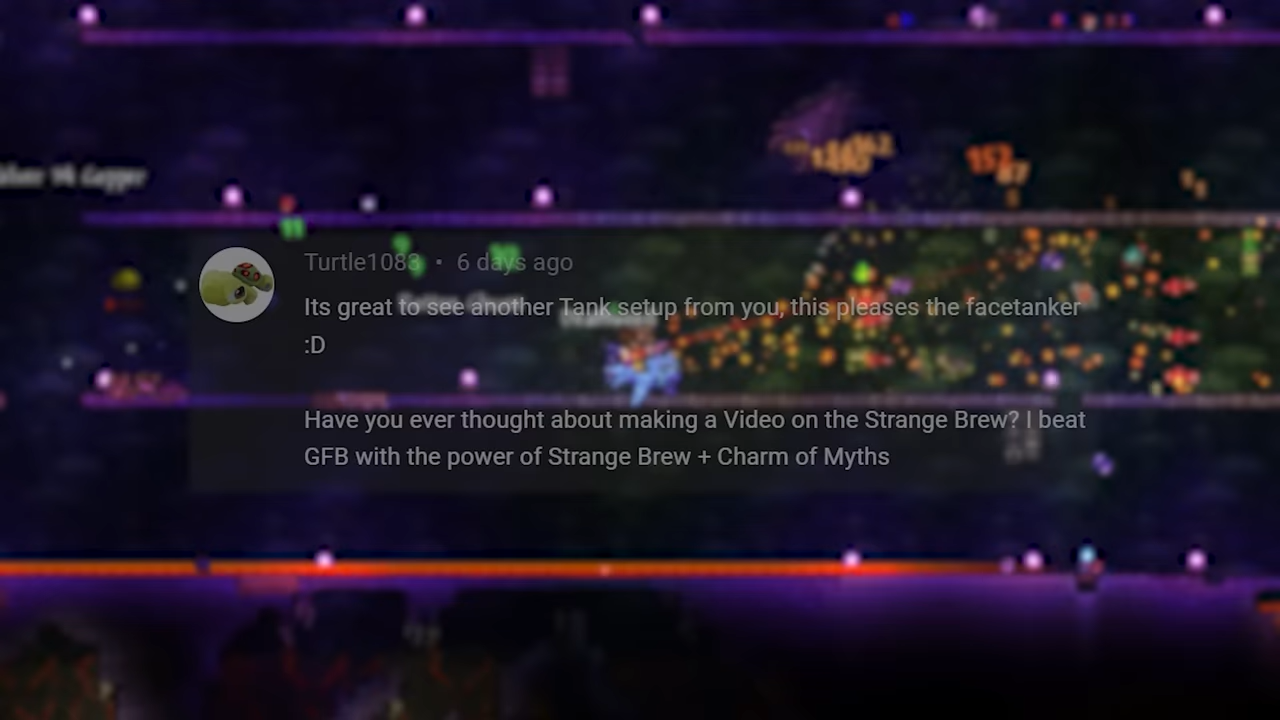 Turtle1083 • 6 days ago
Its great to see another Tank setup from you, this pleases the facetanker
:D
Have you ever thought about making a Video on the Strange Brew? I beat
GFB with the power of Strange Brew + Charm of Myths